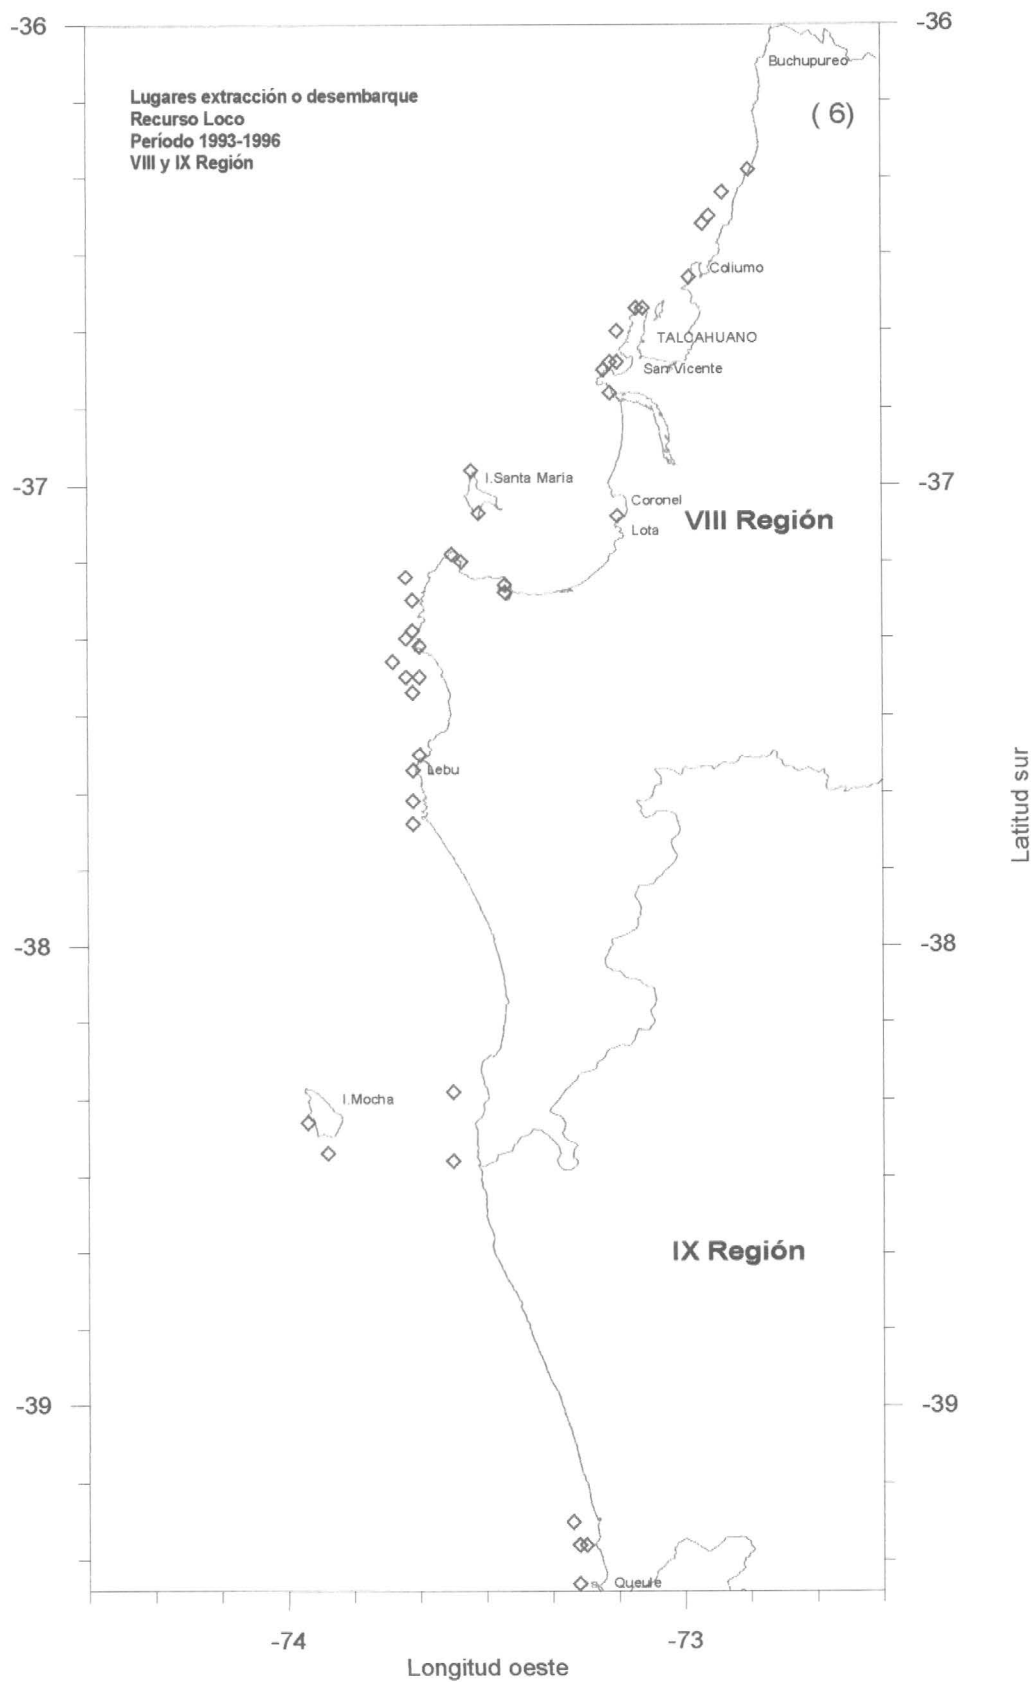 -36
-36
Buchupureo
Lugares extracción o desembarque
Recurso Loco
Período 1993-1996
VIII y IX Región
( 6)
Coliumo
TALCAHUANO
San Vicente
-37
-37
I.Santa Maria
Coronel
VIII Región
Lota
Lebu
Latitud sur
-38
-38
I.Mocha
IX Región
-39
-39
Queule
-74
-73
Longitud oeste